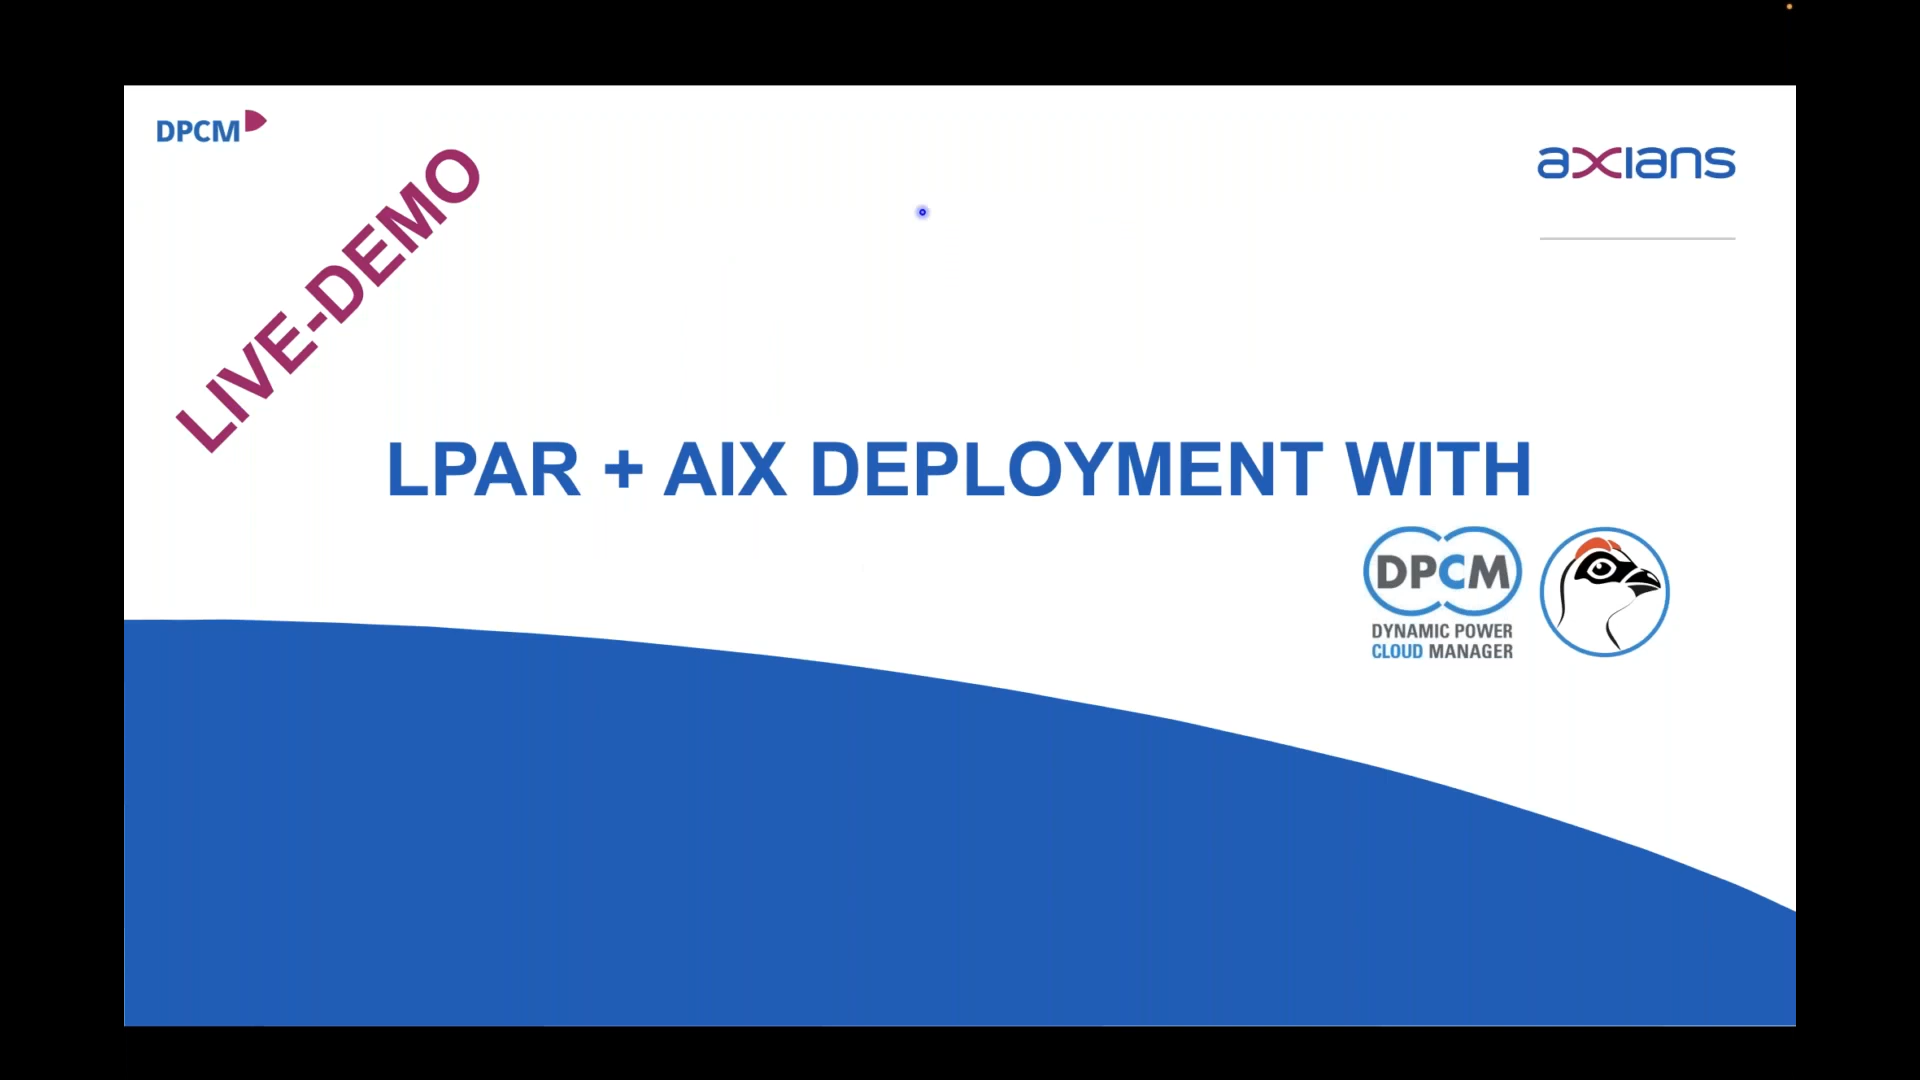 DPCM
axians
LIVE-DEMO
LPAR + AIX DEPLOYMENT WITH
DPCM
DYNAMIC POWER
CLOUD MANAGER